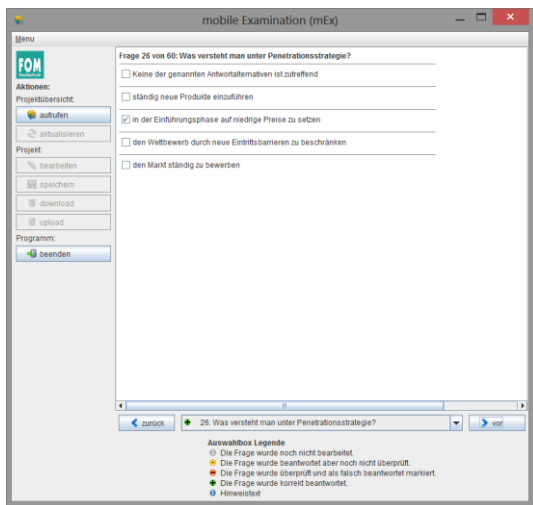 mobile Examination (mEx)
Menu
FOM
Hochschule
Aktionen:
Projektübersicht:
aufrufen
aktualisieren
Projekt:
bearbeiten
speichern
download
upload
Programm:
beenden
Frage 26 von 60: Was versteht man unter Penetrationsstrategie?
Keine der genannten Antwortalternativen ist zutreffend
ständig neue Produkte einzuführen
in der Einführungsphase auf niedrige Preise zu setzen
den Wettbewerb durch neue Eintrittsbarrieren zu beschränken
den Markt ständig zu bewerben
zurück
26. Was versteht man unter Penetrationsstrategie?
vor
Auswahlbox Legende
Die Frage wurde noch nicht bearbeitet.
Die Frage wurde beantwortet aber noch nicht überprüft.
Die Frage wurde überprüft und als falsch beantwortet markiert.
Die Frage wurde korrekt beantwortet.
Hinweistext